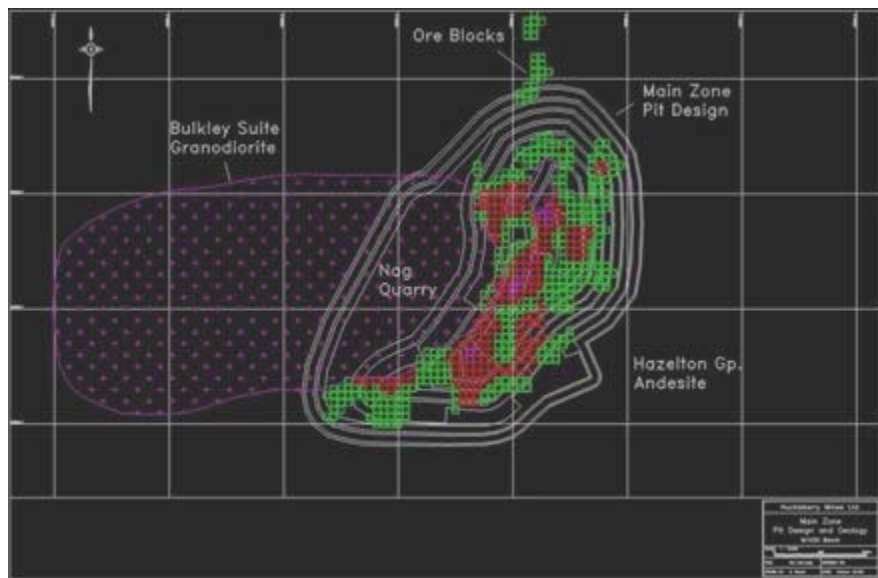 Ore Blocks
Main Zone
Pit Design
Bulkley Suite
Granodiorite
Nag
Quarry
Hazelton Gp.
Andesite
Huckleberry Mines Ltd
Main Zone
Pit Design and Geology